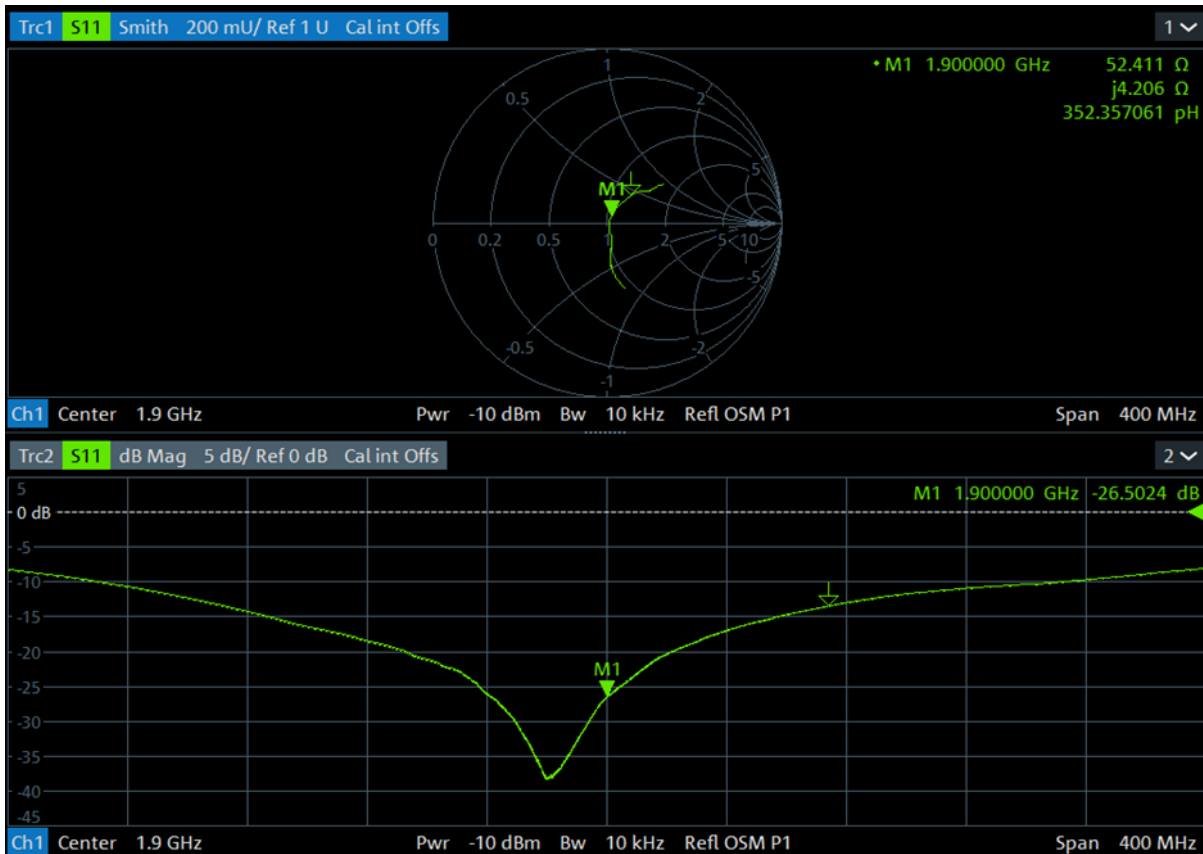 Trc1 S11 Smith 200 mU/ Ref 1 U Cal int Offs 1
• M1 1.900000 GHz 52.411 Ω
j4.206 Ω
352.357061 pH
1
0.5 2
5
M1
0 0.2 0.5 1 2 5 10
-5
-0.5 -2
-1
Ch1 Center 1.9 GHz Pwr -10 dBm Bw 10 kHz Refl OSM P1 Span 400 MHz
Trc2 S11 dB Mag 5 dB/ Ref 0 dB Cal int Offs 2
5 M1 1.900000 GHz -26.5024 dB
0 dB
-5
-10
-15
-20
M1
-25
-30
-35
-40
-45
Ch1 Center 1.9 GHz Pwr -10 dBm Bw 10 kHz Refl OSM P1 Span 400 MHz